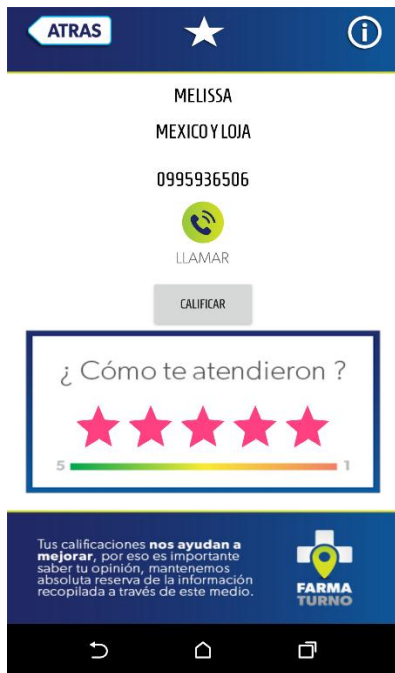 ATRAS
MELISSA
MEXICO Y LOJA
0995936506
LLAMAR
CALIFICAR
¿ Cómo te atendieron ?
5 1
Tus calificaciones nos ayudan a
mejorar, por eso es importante
saber tu opinión, mantenemos
absoluta reserva de la información
recopilada a través de este medio.
FARMA
TURNO